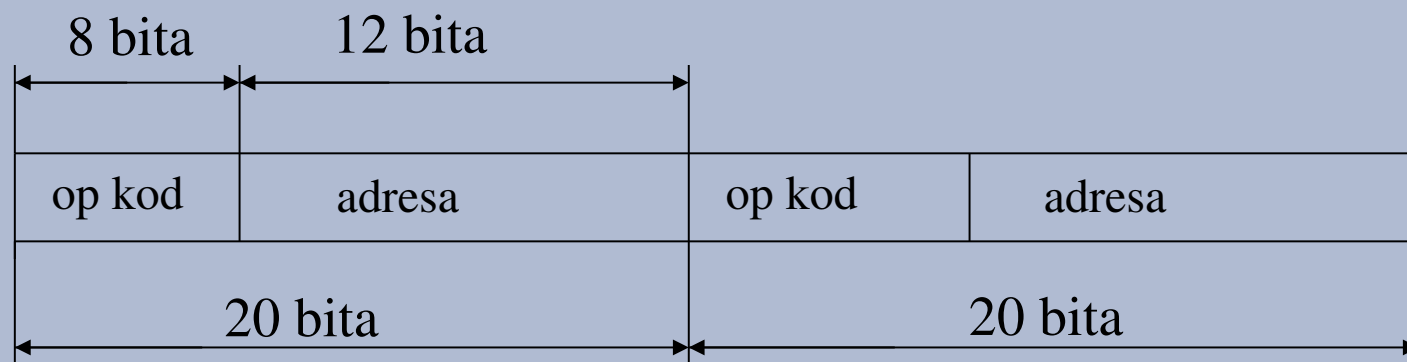 8 bita 12 bita
op kod adresa op kod adresa
20 bita 20 bita